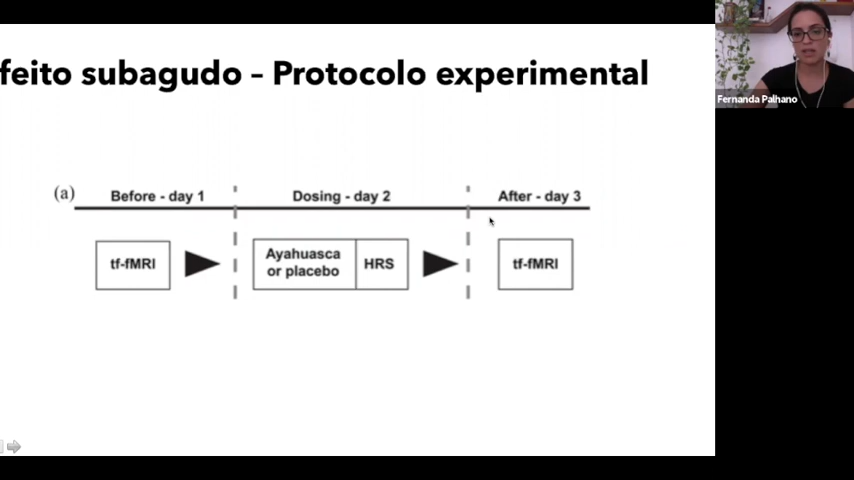 feito subagudo – Protocolo experimental
Fernanda Palhano
(a)
Before - day 1
Dosing - day 2
After - day 3
tf-fMRI
Ayahuasca
or placebo
HRS
tf-fMRI